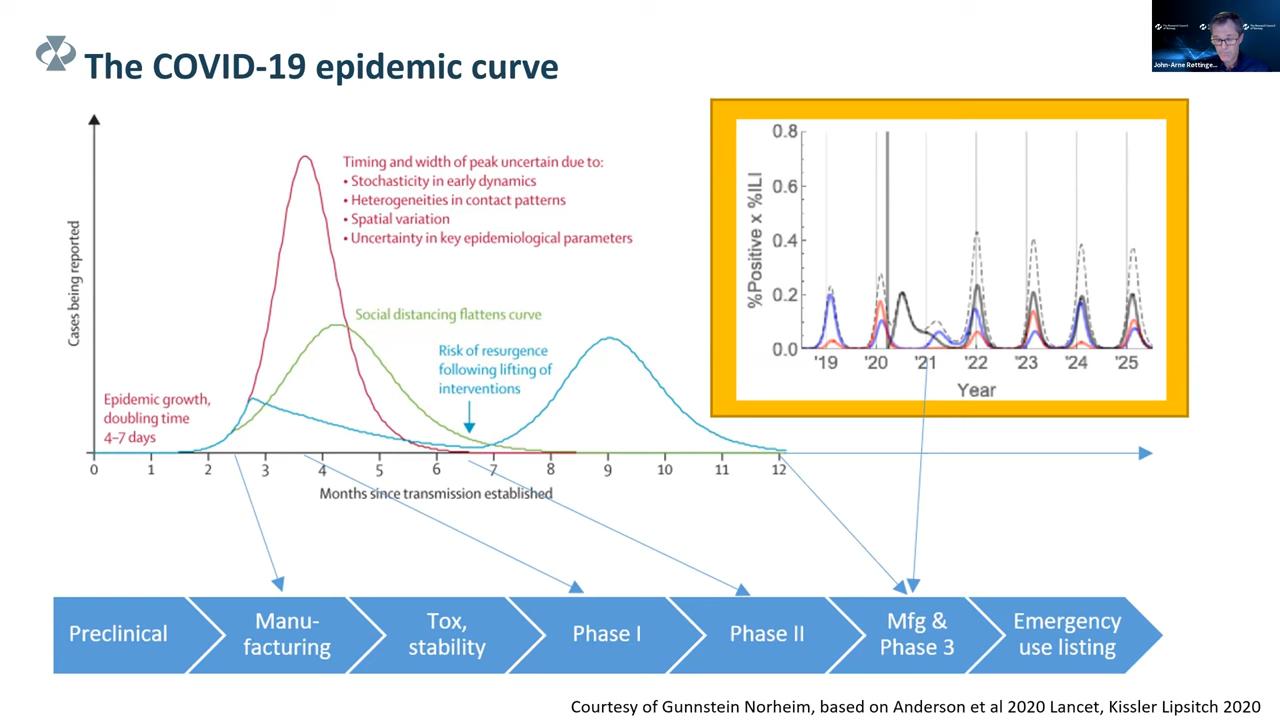 The COVID-19 epidemic curve
John-Arne Røttinge...
Cases being reported
Timing and width of peak uncertain due to:
• Stochasticity in early dynamics
• Heterogeneities in contact patterns
• Spatial variation
• Uncertainty in key epidemiological parameters
Social distancing flattens curve
Risk of resurgence
following lifting of
interventions
Epidemic growth,
doubling time
4–7 days
0 1 2 3 4 5 6 7 8 9 10 11 12
Months since transmission established
%Positive x %ILI
0.8
0.6
0.4
0.2
0.0
'19 '20 '21 '22 '23 '24 '25
Year
Preclinical
Manu-
facturing
Tox,
stability
Phase I
Phase II
Mfg &
Phase 3
Emergency
use listing
Courtesy of Gunnstein Norheim, based on Anderson et al 2020 Lancet, Kissler Lipsitch 2020